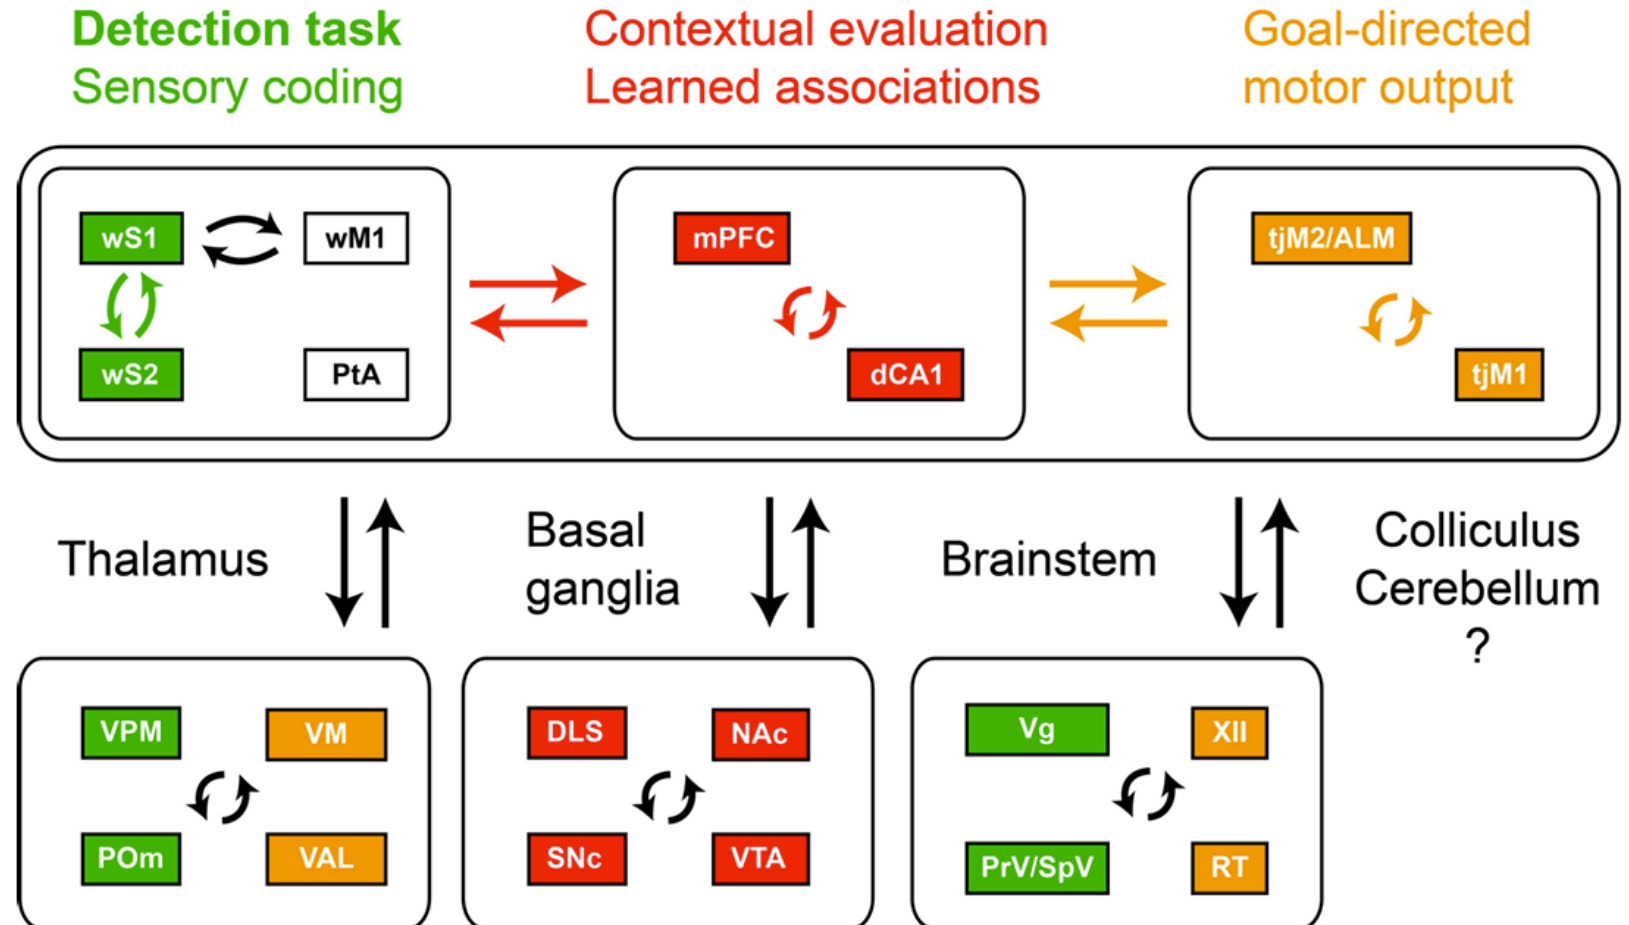 Detection task
Sensory coding
Contextual evaluation
Learned associations
Goal-directed
motor output
wS1
wM1
wS2
PtA
mPFC
dCA1
tjM2/ALM
tjM1
Thalamus
Basal
ganglia
Brainstem
Colliculus
Cerebellum
?
VPM
VM
POm
VAL
DLS
NAc
SNc
VTA
Vg
XII
PrV/SpV
RT